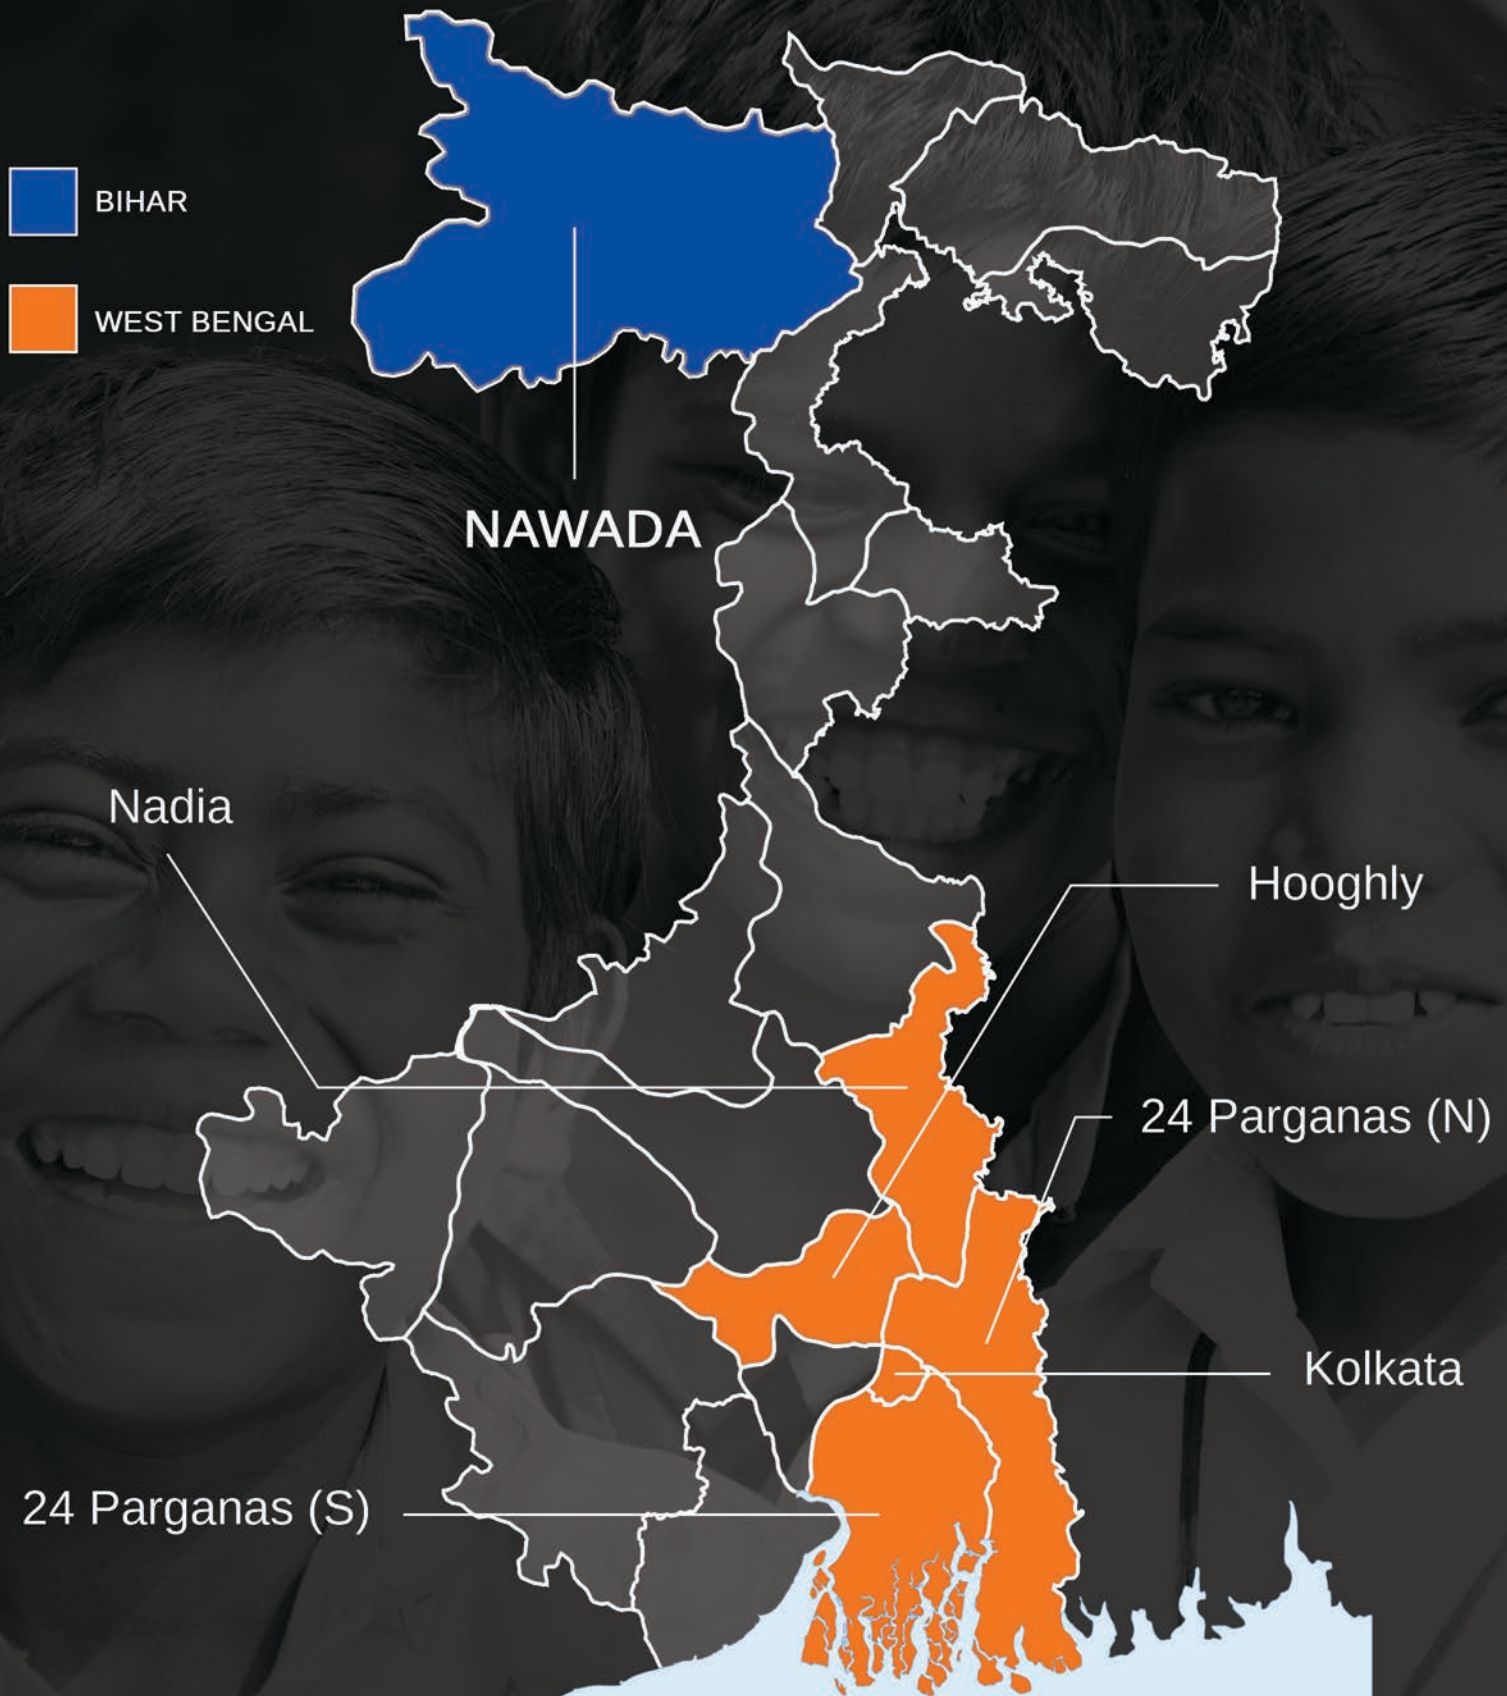 BIHAR
WEST BENGAL
NAWADA
Nadia
Hooghly
24 Parganas (N)
Kolkata
24 Parganas (S)